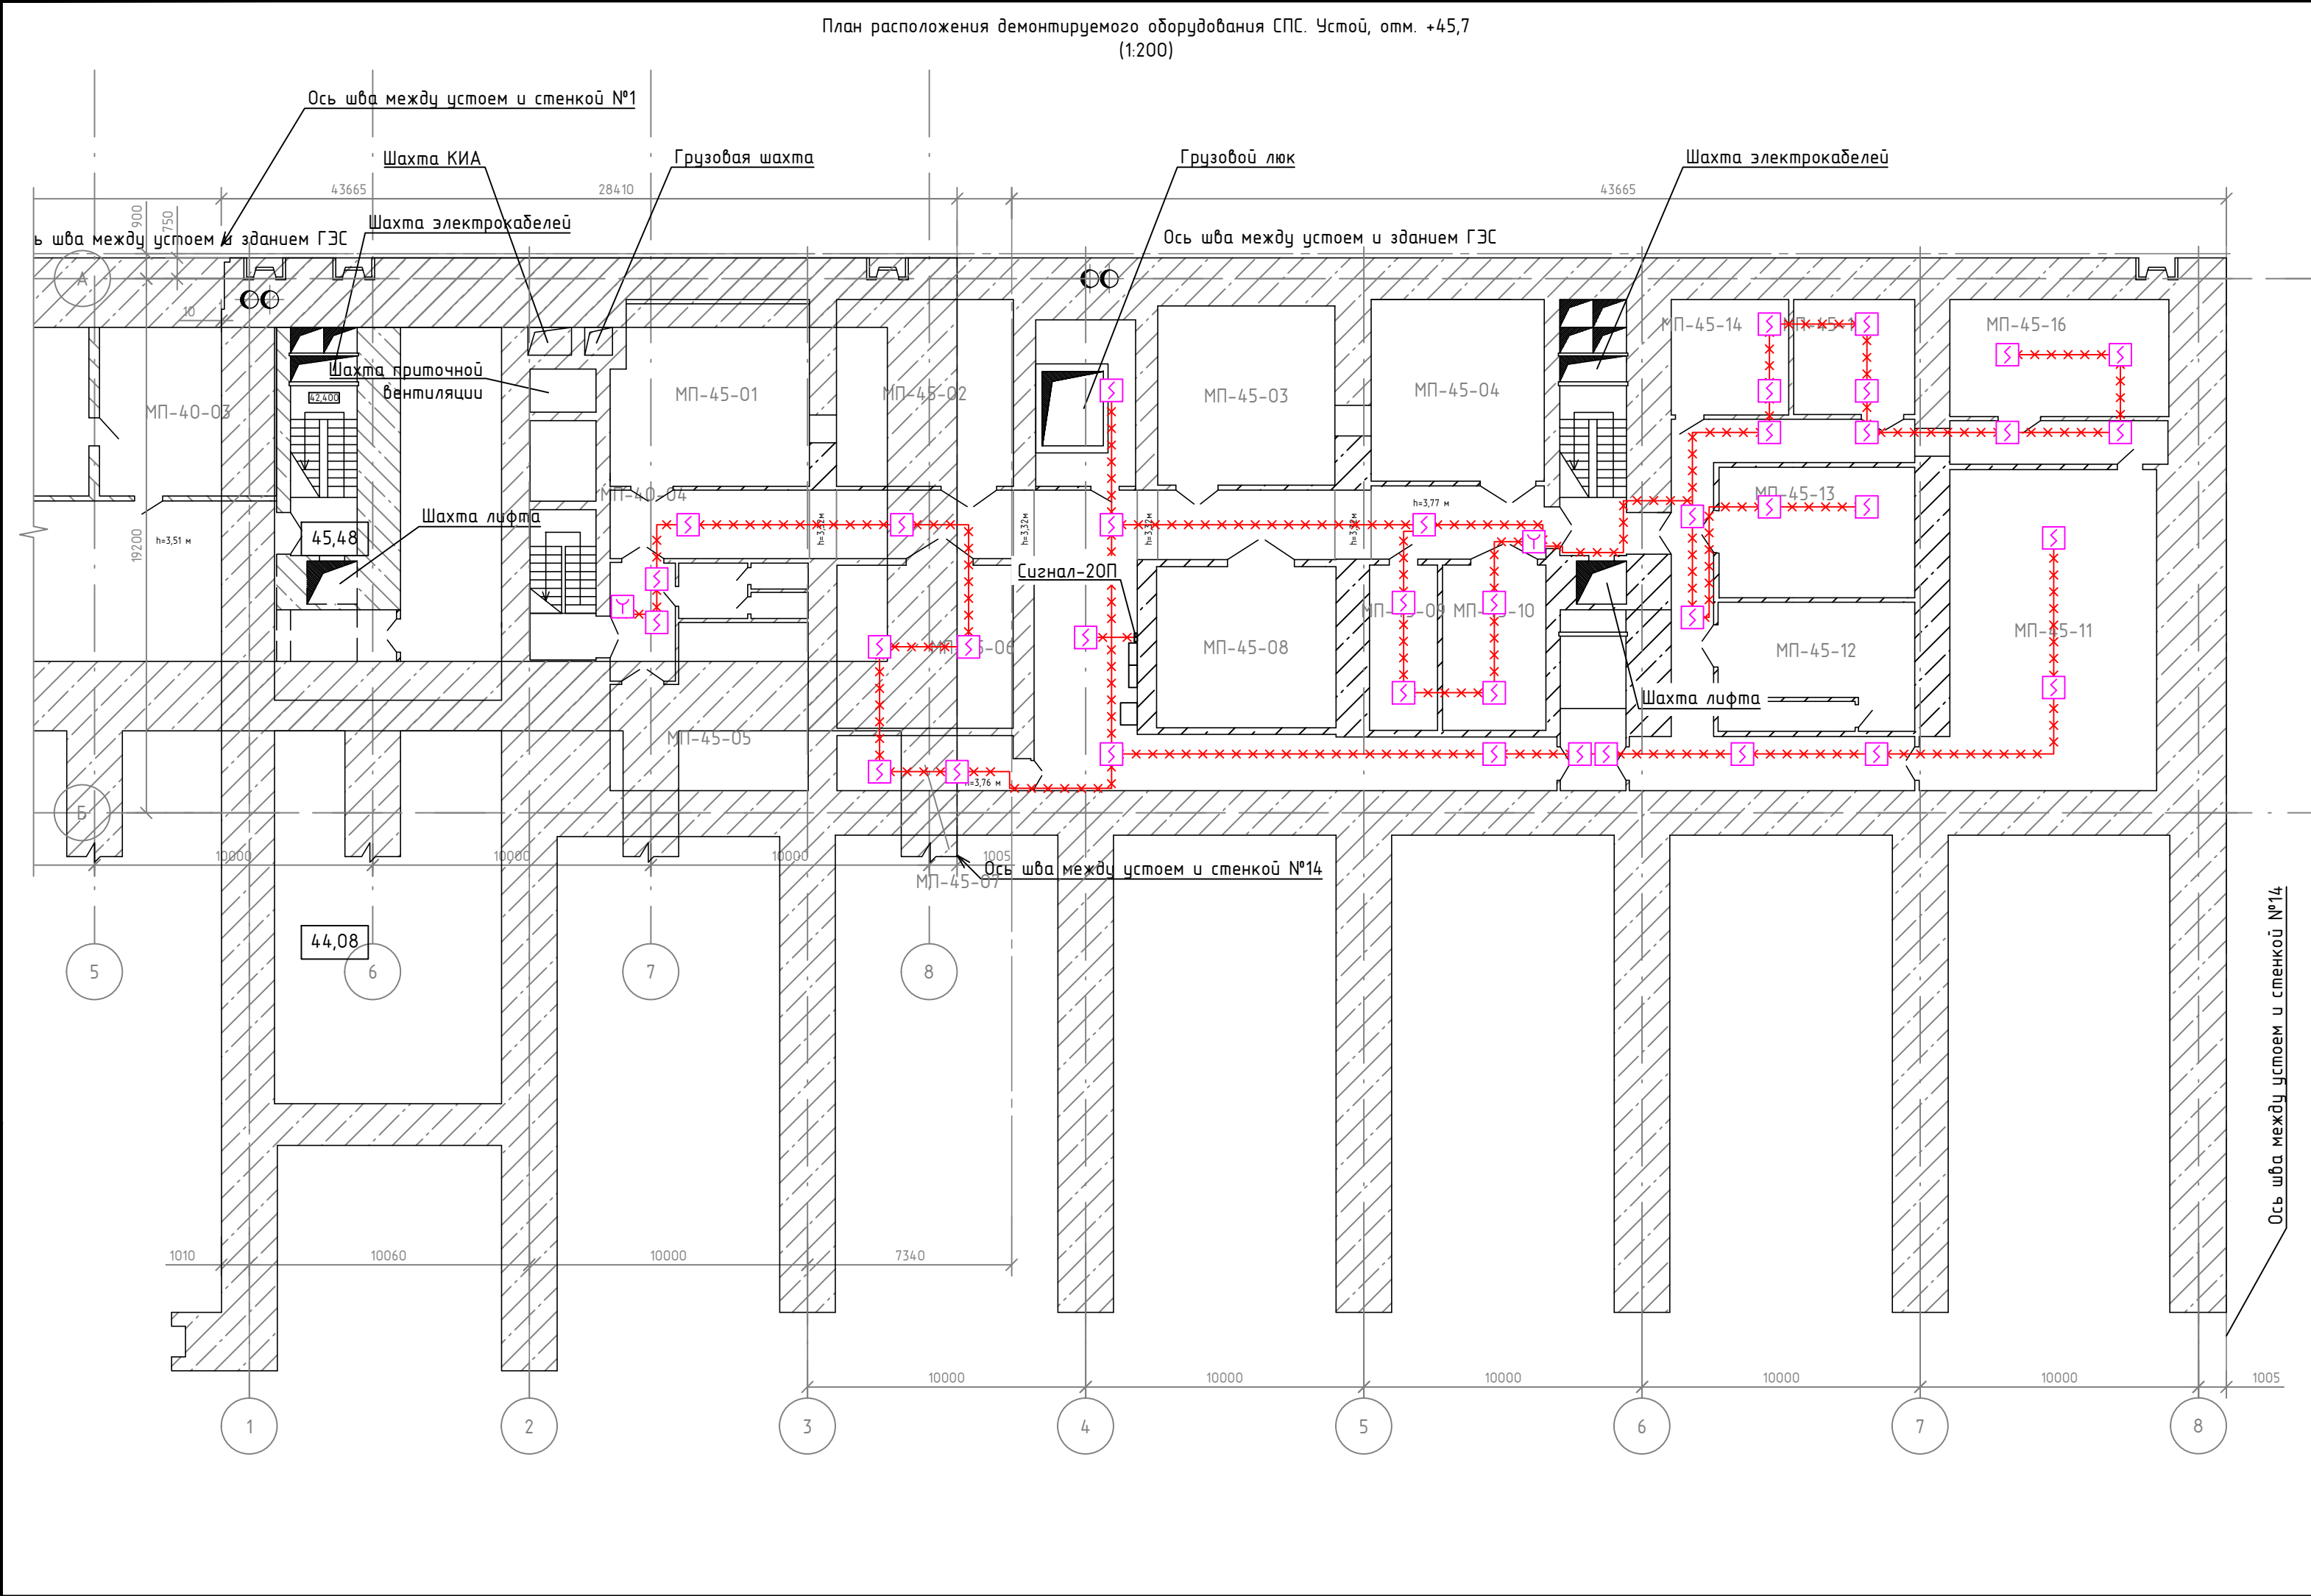 План расположения демонтируемого оборудования СПС. Устой, отм. +45,7
(1:200)
Ось шва между устоем и стенкой №1
Шахта КИА
Грузовая шахта
Грузовой люк
Шахта электрокабелей
43665
28410
43665
900
750
Шахта электрокабелей
ь шва между устоем и зданием ГЭС
Ось шва между устоем и зданием ГЭС
А
10
МП-45-14
МП-45-16
Шахта приточной
вентиляции
42,400
МП-40-03
МП-45-01
МП-45-02
МП-45-03
МП-45-04
МП-40-04
МП-45-13
h=3,77 м
Шахта лифта
45,48
h=3,51 м
19200
h=3,32м
h=3,32м
h=3,32м
h=3,32м
Сигнал-20П
МП-45-08
МП-45-12
МП-45-11
Шахта лифта
МП-45-05
h=3,76 м
Б
10000
10000
10000
1005
Ось шва между устоем и стенкой №14
МП-45-07
44,08
5
6
7
8
Ось шва между устоем и стенкой №14
1010
10060
10000
7340
10000
10000
10000
10000
10000
1005
1
2
3
4
5
6
7
8